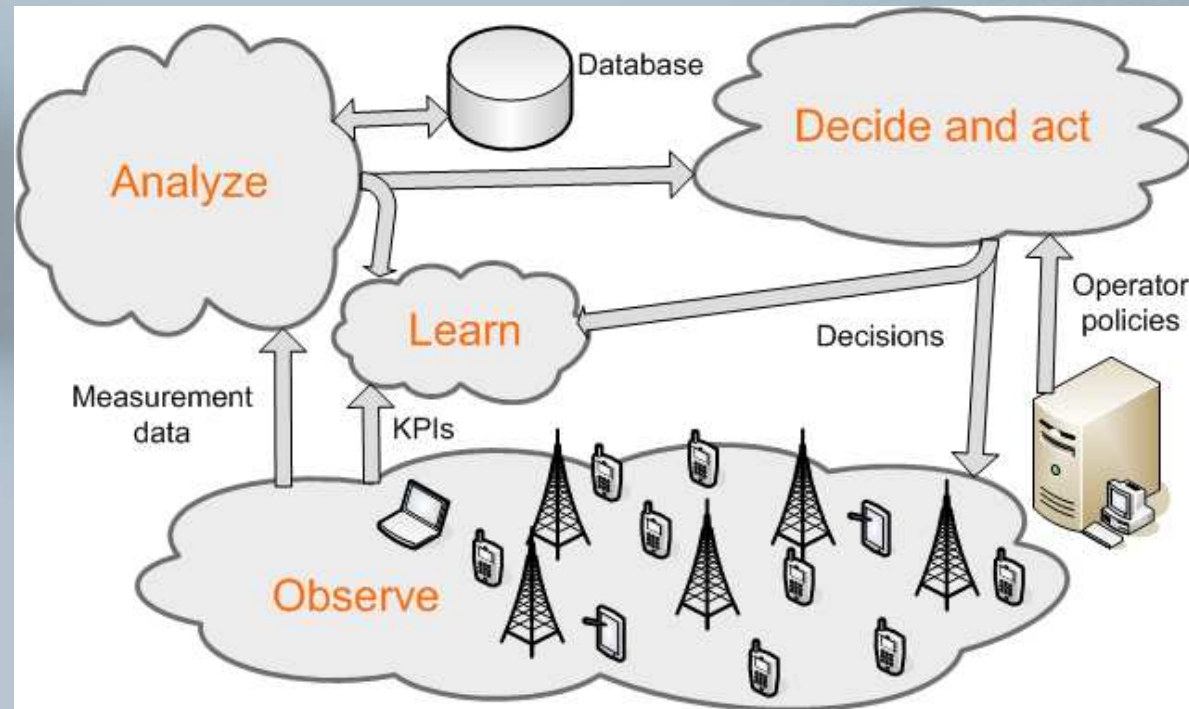 Database
Decide and act
Analyze
Learn
Operator
policies
Decisions
Measurement
data
KPIs
Observe